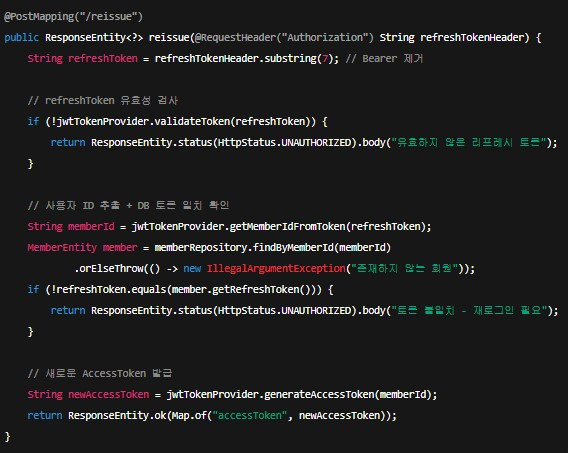 @PostMapping("/reissue")
public ResponseEntity<?> reissue(@RequestHeader("Authorization") String refreshTokenHeader) {
    String refreshToken = refreshTokenHeader.substring(7); // Bearer 제거

    // refreshToken 유효성 검사
    if (!jwtTokenProvider.validateToken(refreshToken)) {
        return ResponseEntity.status(HttpStatus.UNAUTHORIZED).body("유효하지 않은 리프레시 토큰");
    }

    // 사용자 ID 추출 + DB 토큰 일치 확인
    String memberId = jwtTokenProvider.getMemberIdFromToken(refreshToken);
    MemberEntity member = memberRepository.findByMemberId(memberId)
            .orElseThrow(() -> new IllegalArgumentException("존재하지 않는 회원"));
    if (!refreshToken.equals(member.getRefreshToken())) {
        return ResponseEntity.status(HttpStatus.UNAUTHORIZED).body("토큰 불일치 - 재로그인 필요");
    }

    // 새로운 AccessToken 발급
    String newAccessToken = jwtTokenProvider.generateAccessToken(memberId);
    return ResponseEntity.ok(Map.of("accessToken", newAccessToken));
}